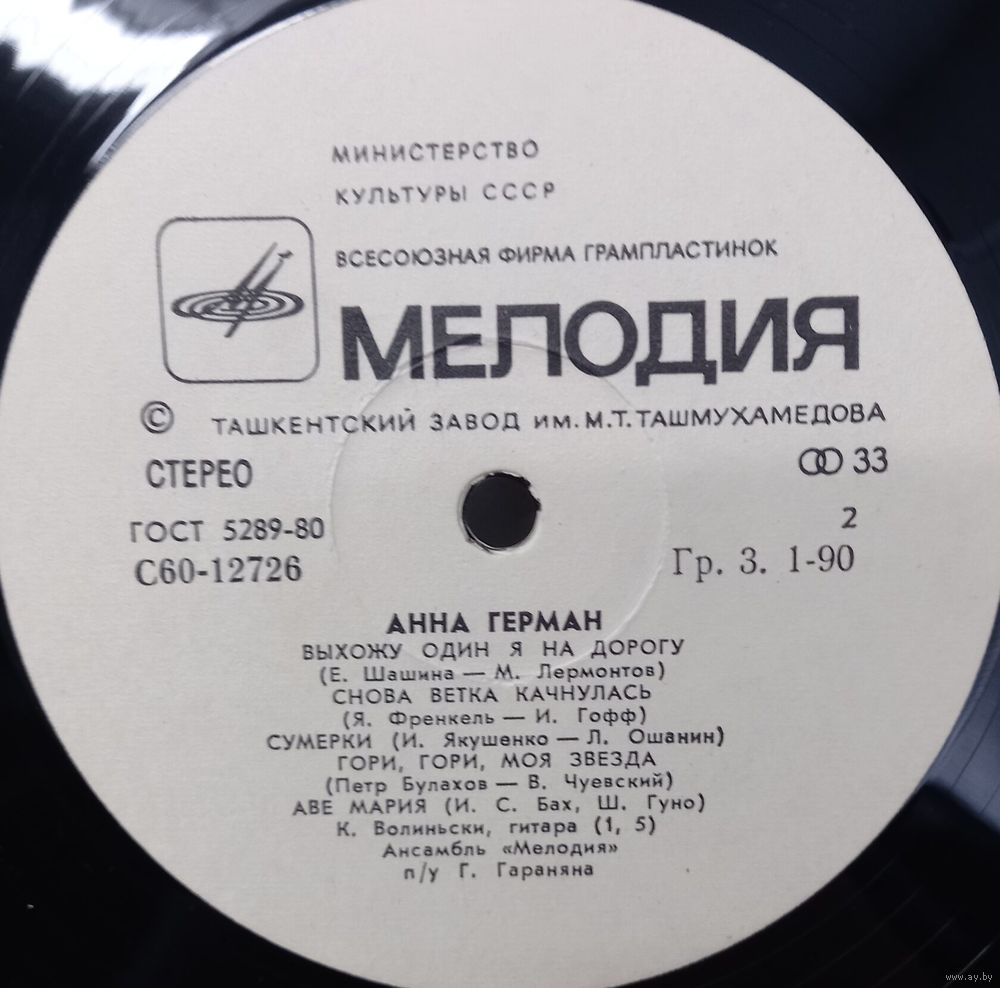 МИНИСТЕРСТВО
КУЛЬТУРЫ СССР
ВСЕСОЮЗНАЯ ФИРМА ГРАМПЛАСТИНОК
МЕЛОДИЯ
© ТАШКЕНТСКИЙ ЗАВОД ИМ. М.Т. ТАШМУХАМЕДОВА
СТЕРЕО
33
ГОСТ 5289-80
2
С60-12726
Гр. 3. 1-90
АННА ГЕРМАН
ВЫХОЖУ ОДИН Я НА ДОРОГУ
(Е. Шашина — М. Лермонтов)
СНОВА ВЕТКА КАЧНУЛАСЬ
(Я. Френкель — И. Гофф)
СУМЕРКИ (И. Якушенко — Л. Ошанин)
ГОРИ, ГОРИ, МОЯ ЗВЕЗДА
(Петр Булахов — В. Чуевский)
АВЕ МАРИЯ (И. С. Бах, Ш. Гуно)
К. Волиньски, гитара (1, 5)
Ансамбль «Мелодия»
п/у Г. Гараняна
www.ay.by